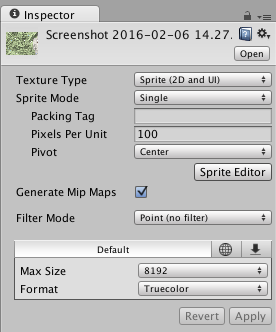 Inspector
Screenshot 2016-02-06 14.27.
Open
Texture Type Sprite (2D and UI)
Sprite Mode Single
Packing Tag
Pixels Per Unit 100
Pivot Center
Sprite Editor
Generate Mip Maps
Filter Mode Point (no filter)
Default
Max Size 8192
Format Truecolor
Revert Apply